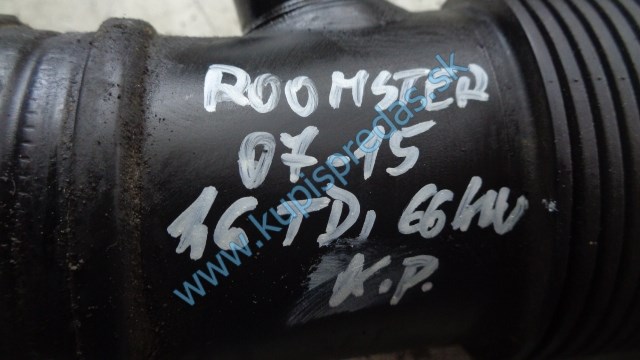 ROOMSTER
07-15
1,6 TDI 66kW
K.P.
www.kupispredas.sk